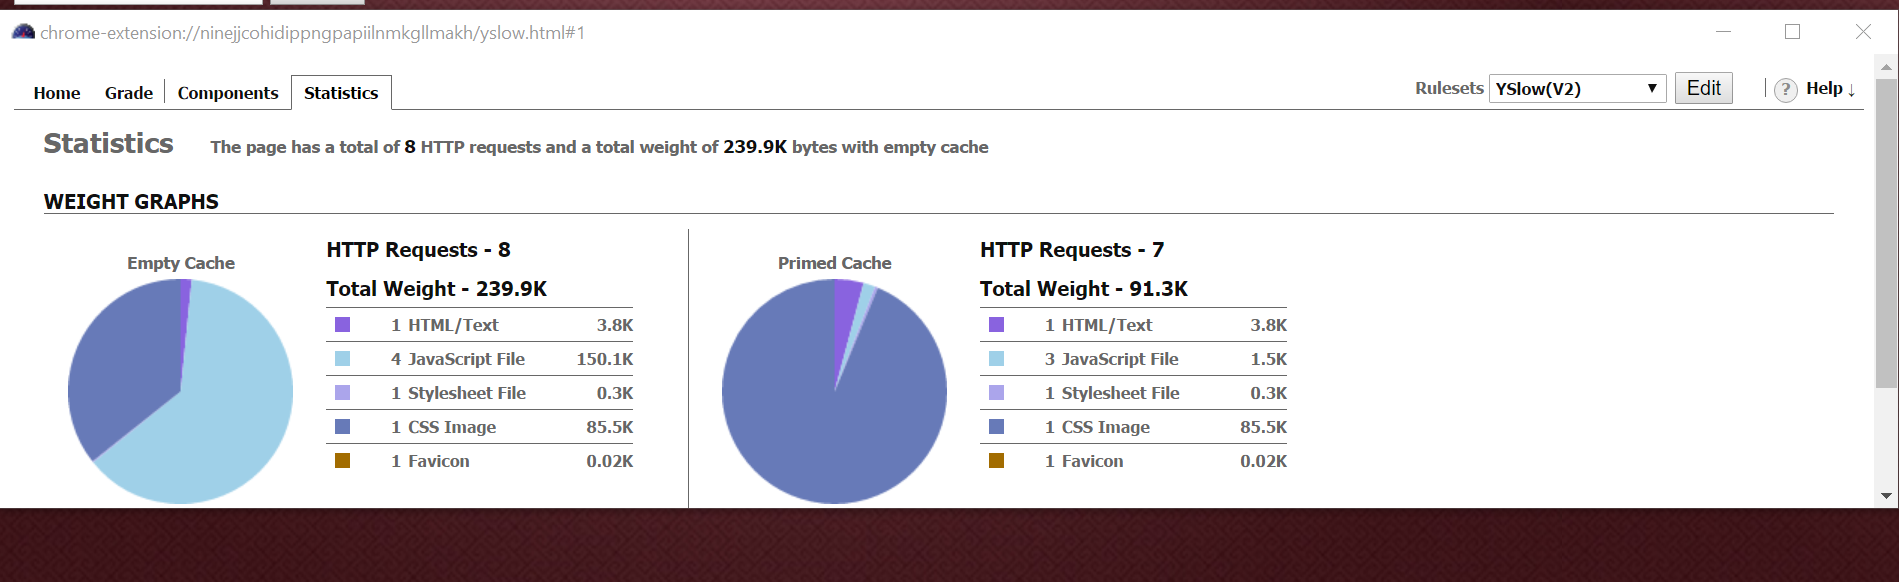 chrome-extension://ninejjcohidippngpapiilnmkgllmakh/yslow.html#1
Home Grade Components Statistics Rulesets YSlow(V2) Edit ? Help ↓
Statistics The page has a total of 8 HTTP requests and a total weight of 239.9K bytes with empty cache
WEIGHT GRAPHS
Empty Cache
HTTP Requests - 8
Total Weight - 239.9K
1 HTML/Text 3.8K
4 JavaScript File 150.1K
1 Stylesheet File 0.3K
1 CSS Image 85.5K
1 Favicon 0.02K
Primed Cache
HTTP Requests - 7
Total Weight - 91.3K
1 HTML/Text 3.8K
3 JavaScript File 1.5K
1 Stylesheet File 0.3K
1 CSS Image 85.5K
1 Favicon 0.02K